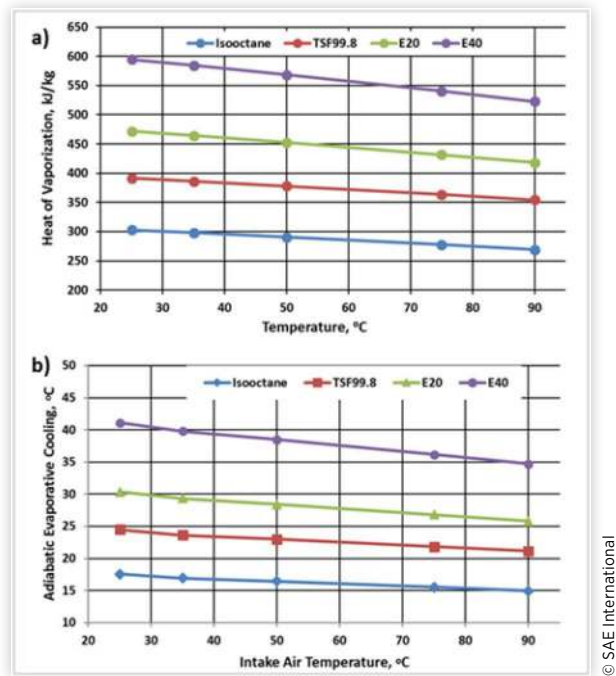 a)
Isooctane TSF99.8 E20 E40
Heat of Vaporization, kJ/kg
650
600
550
500
450
400
350
300
250
200
20 30 40 50 60 70 80 90
Temperature, ºC
b)
Isooctane TSF99.8 E20 E40
Adiabatic Evaporative Cooling, ºC
50
45
40
35
30
25
20
15
10
20 30 40 50 60 70 80 90
Intake Air Temperature, ºC
© SAE International